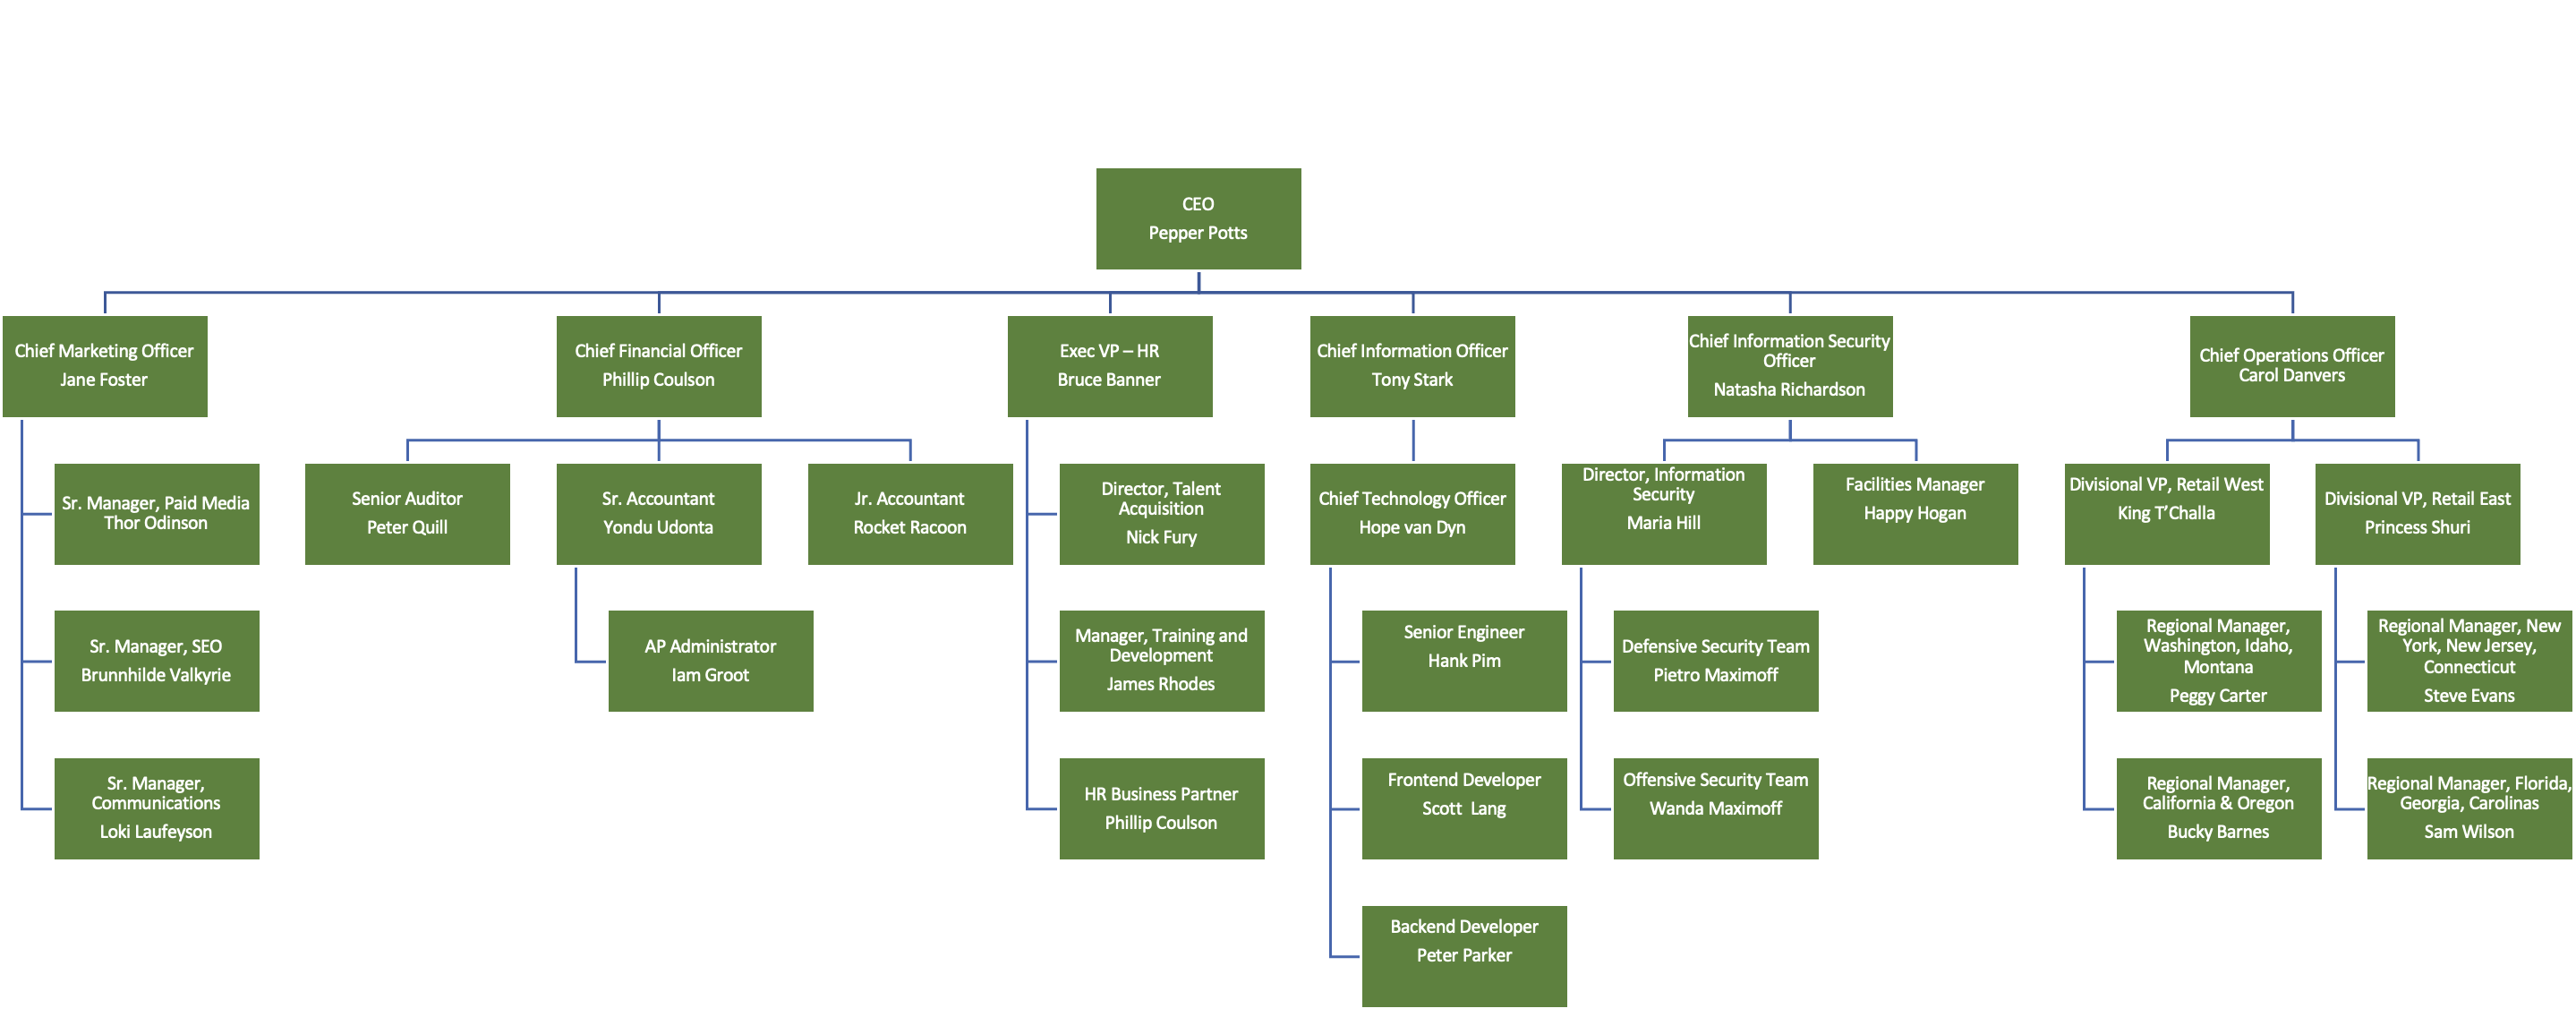 CEO
Pepper Potts
Chief Marketing Officer
Jane Foster
Chief Financial Officer
Phillip Coulson
Exec VP – HR
Bruce Banner
Chief Information Officer
Tony Stark
Chief Information Security
Officer
Natasha Richardson
Chief Operations Officer
Carol Danvers
Sr. Manager, Paid Media
Thor Odinson
Senior Auditor
Peter Quill
Sr. Accountant
Yondu Udonta
Jr. Accountant
Rocket Racoon
Director, Talent
Acquisition
Nick Fury
Chief Technology Officer
Hope van Dyn
Director, Information
Security
Maria Hill
Facilities Manager
Happy Hogan
Divisional VP, Retail West
King T’Challa
Divisional VP, Retail East
Princess Shuri
Sr. Manager, SEO
Brunnhilde Valkyrie
AP Administrator
Iam Groot
Manager, Training and
Development
James Rhodes
Senior Engineer
Hank Pim
Defensive Security Team
Pietro Maximoff
Regional Manager,
Washington, Idaho,
Montana
Peggy Carter
Regional Manager, New
York, New Jersey,
Connecticut
Steve Evans
Sr. Manager,
Communications
Loki Laufeyson
HR Business Partner
Phillip Coulson
Frontend Developer
Scott Lang
Offensive Security Team
Wanda Maximoff
Regional Manager,
California & Oregon
Bucky Barnes
Regional Manager, Florida,
Georgia, Carolinas
Sam Wilson
Backend Developer
Peter Parker